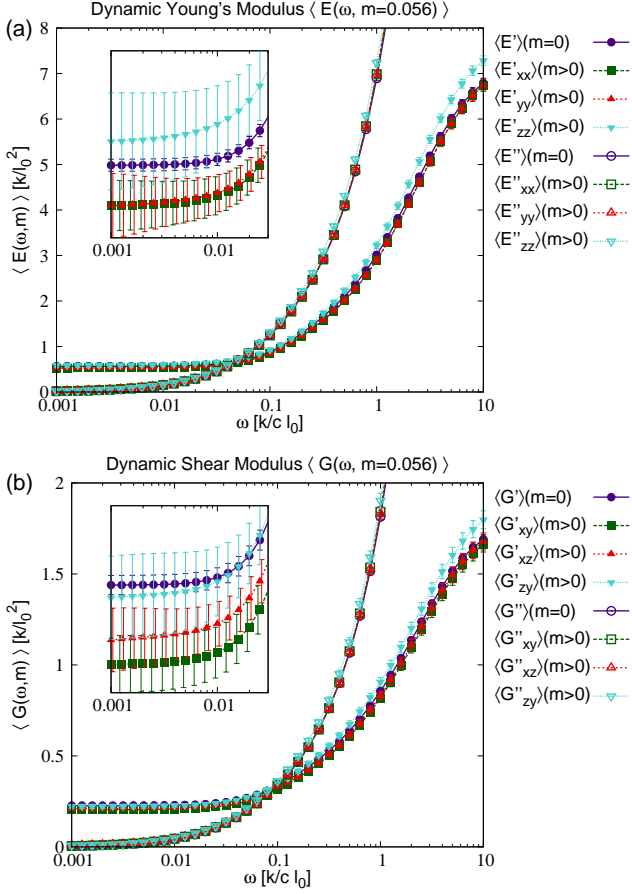 Dynamic Young's Modulus ⟨ E(ω, m=0.056) ⟩
(a)
⟨ E(ω,m) ⟩ [k/l₀²]
8
7
6
5
4
3
2
1
0
0.001
0.01
0.1
1
10
ω [k/c l₀]
0.001
0.01
⟨E'⟩(m=0)
⟨E'xx⟩(m>0)
⟨E'yy⟩(m>0)
⟨E'zz⟩(m>0)
⟨E''⟩(m=0)
⟨E''xx⟩(m>0)
⟨E''yy⟩(m>0)
⟨E''zz⟩(m>0)
Dynamic Shear Modulus ⟨ G(ω, m=0.056) ⟩
(b)
⟨ G(ω,m) ⟩ [k/l₀²]
2
1.5
1
0.5
0
0.001
0.01
0.1
1
10
ω [k/c l₀]
0.001
0.01
⟨G'⟩(m=0)
⟨G'xy⟩(m>0)
⟨G'xz⟩(m>0)
⟨G'zy⟩(m>0)
⟨G''⟩(m=0)
⟨G''xy⟩(m>0)
⟨G''xz⟩(m>0)
⟨G''zy⟩(m>0)